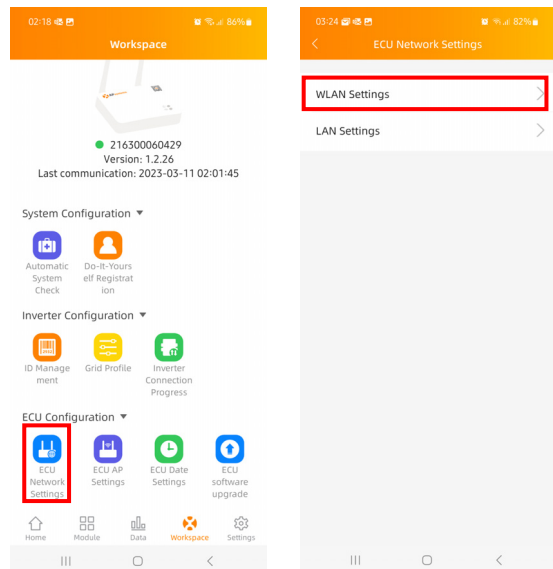 02:18
86%
Workspace
216300060429
Version: 1.2.26
Last communication: 2023-03-11 02:01:45
System Configuration ▼
Automatic
System
Check
Do-It-Yours
elf Registrat
ion
Inverter Configuration ▼
ID Manage
ment
Grid Profile
Inverter
Connection
Progress
ECU Configuration ▼
ECU
Network
Settings
ECU AP
Settings
ECU Date
Settings
ECU
software
upgrade
Home
Module
Data
Workspace
Settings
03:24
82%
ECU Network Settings
WLAN Settings
LAN Settings